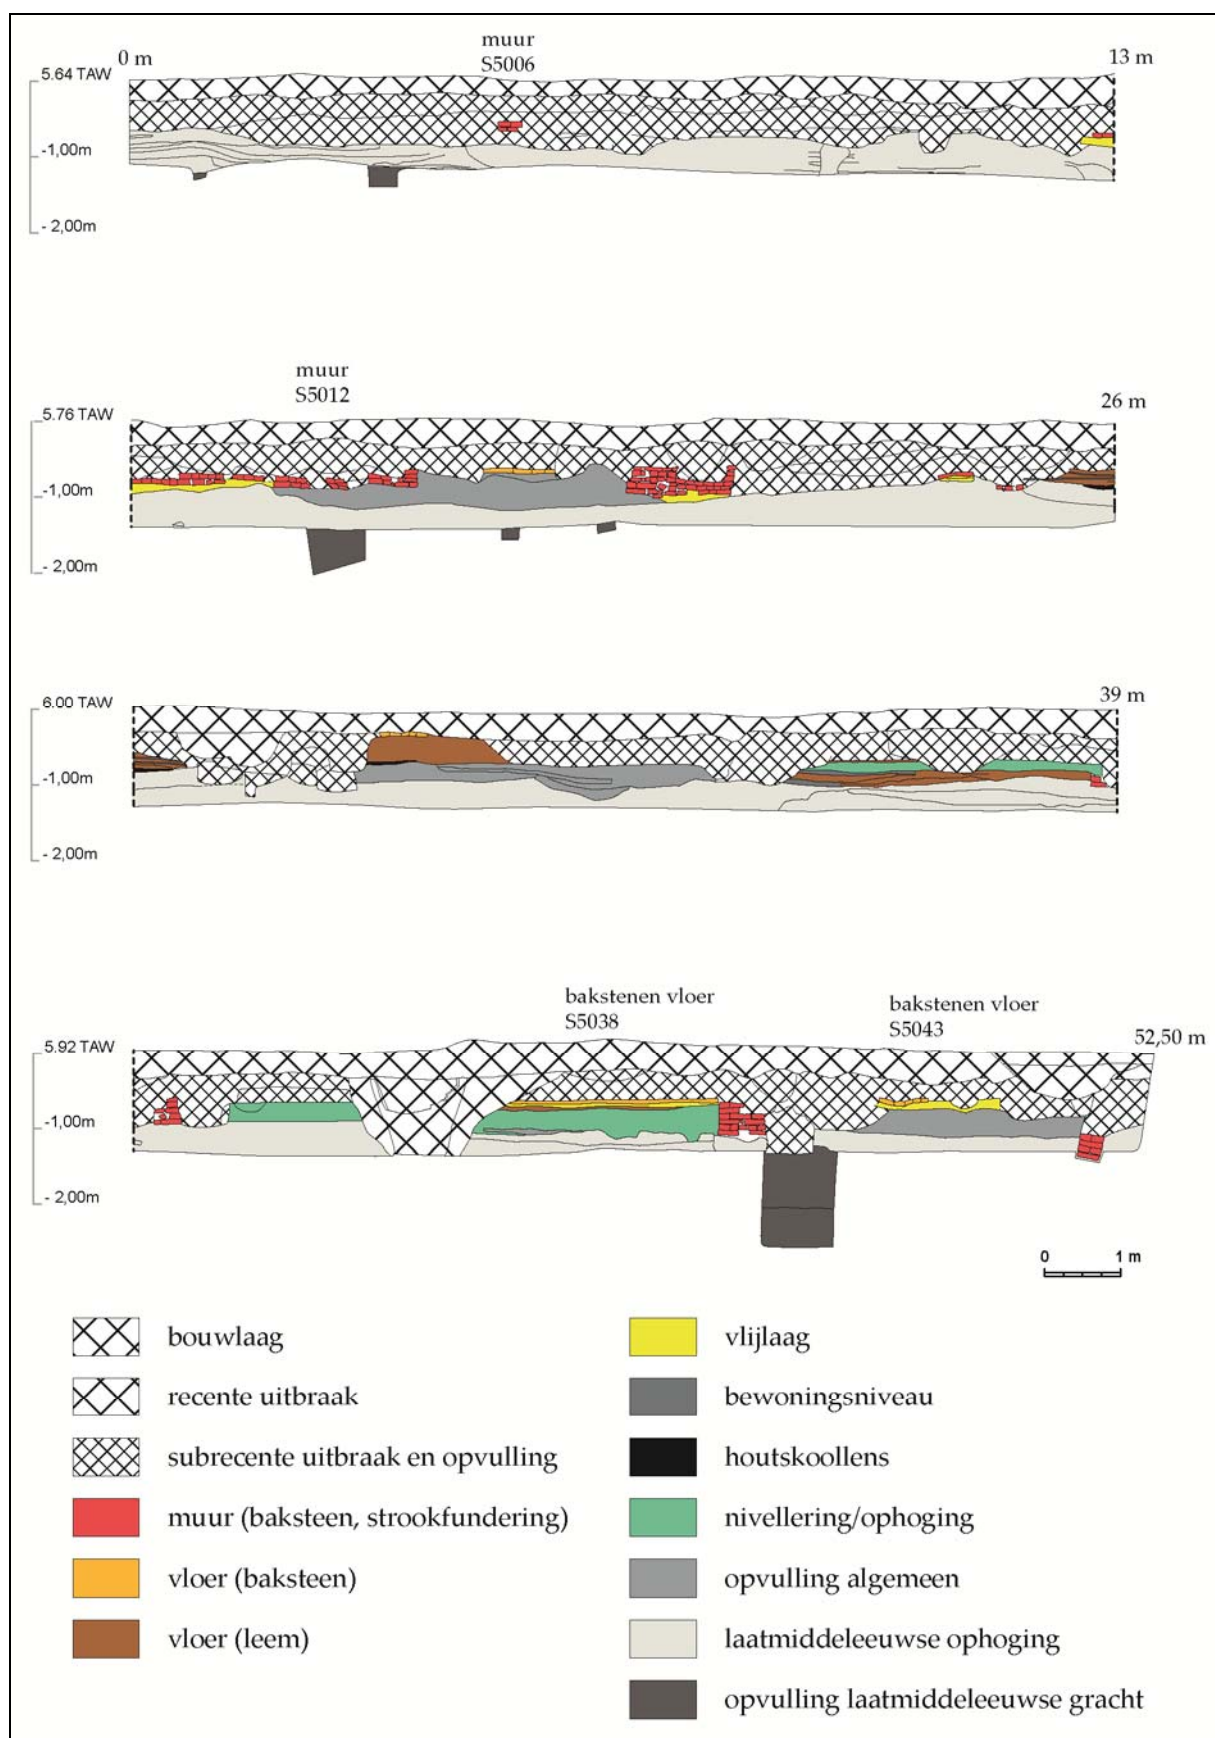 muur
S5006
0 m
13 m
5.64 TAW
-1,00m
- 2,00m
muur
S5012
26 m
5.76 TAW
-1,00m
- 2,00m
39 m
6.00 TAW
-1,00m
- 2,00m
bakstenen vloer
S5038
bakstenen vloer
S5043
52,50 m
5.92 TAW
-1,00m
- 2,00m
0 1 m
bouwlaag
recente uitbraak
subrecente uitbraak en opvulling
muur (baksteen, strookfundering)
vloer (baksteen)
vloer (leem)
vlijlaag
bewoningsniveau
houtskoollens
nivellering/ophoging
opvulling algemeen
laatmiddeleeuwse ophoging
opvulling laatmiddeleeuwse gracht